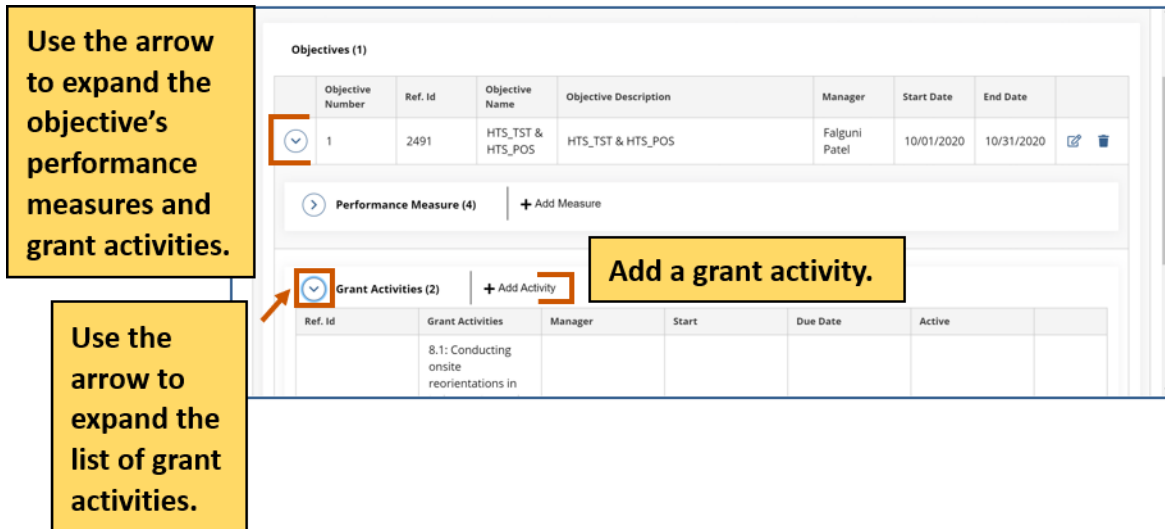 Use the arrow
to expand the
objective's
performance
measures and
grant activities.
Objectives (1)
Objective Number Ref. Id Objective Name Objective Description Manager Start Date End Date
1 2491 HTS_TST & HTS_POS HTS_TST & HTS_POS Falguni Patel 10/01/2020 10/31/2020
Performance Measure (4) + Add Measure
Add a grant activity.
Grant Activities (2) + Add Activity
Ref. Id Grant Activities Manager Start Due Date Active
8.1: Conducting
onsite
reorientations in
Use the
arrow to
expand the
list of grant
activities.